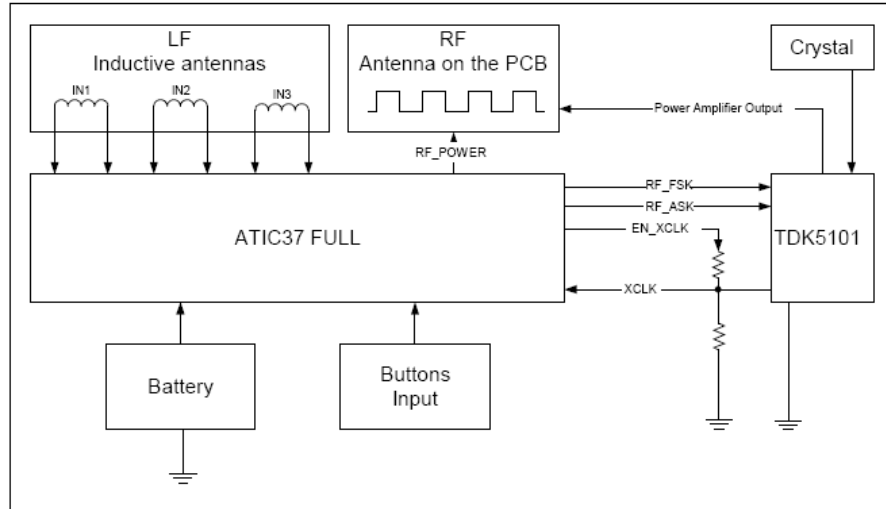 LF
Inductive antennas
IN1
IN2
IN3
RF
Antenna on the PCB
Crystal
Power Amplifier Output
RF_POWER
ATIC37 FULL
RF_FSK
RF_ASK
EN_XCLK
XCLK
TDK5101
Battery
Buttons
Input